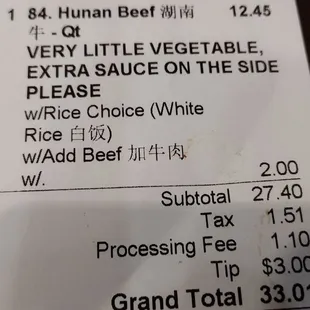 1 84. Hunan Beef 湖南 12.45
牛 - Qt
VERY LITTLE VEGETABLE,
EXTRA SAUCE ON THE SIDE
PLEASE
w/Rice Choice (White
Rice 白饭)
w/Add Beef 加牛肉
w/. 2.00
Subtotal 27.40
Tax 1.51
Processing Fee 1.10
Tip $3.00
Grand Total 33.01